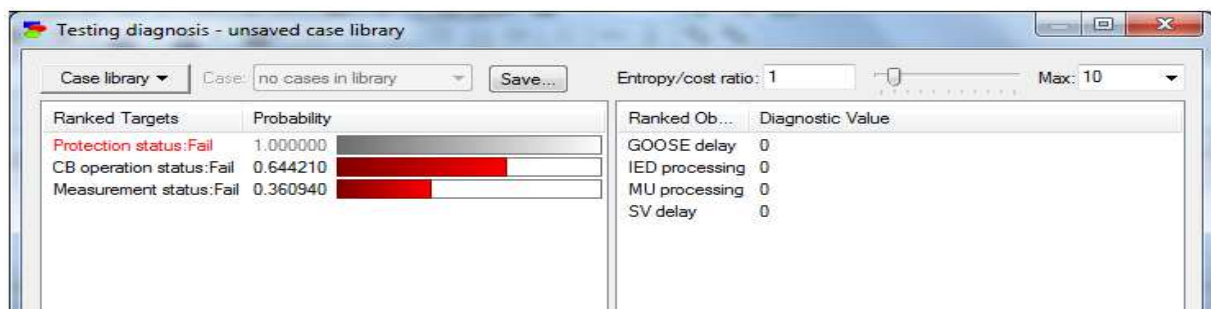 Testing diagnosis - unsaved case library
Case library Case: no cases in library Save... Entropy/cost ratio: 1 Max: 10
Ranked Targets Probability
Protection status:Fail 1.000000
CB operation status:Fail 0.644210
Measurement status:Fail 0.360940
Ranked Ob... Diagnostic Value
GOOSE delay 0
IED processing 0
MU processing 0
SV delay 0